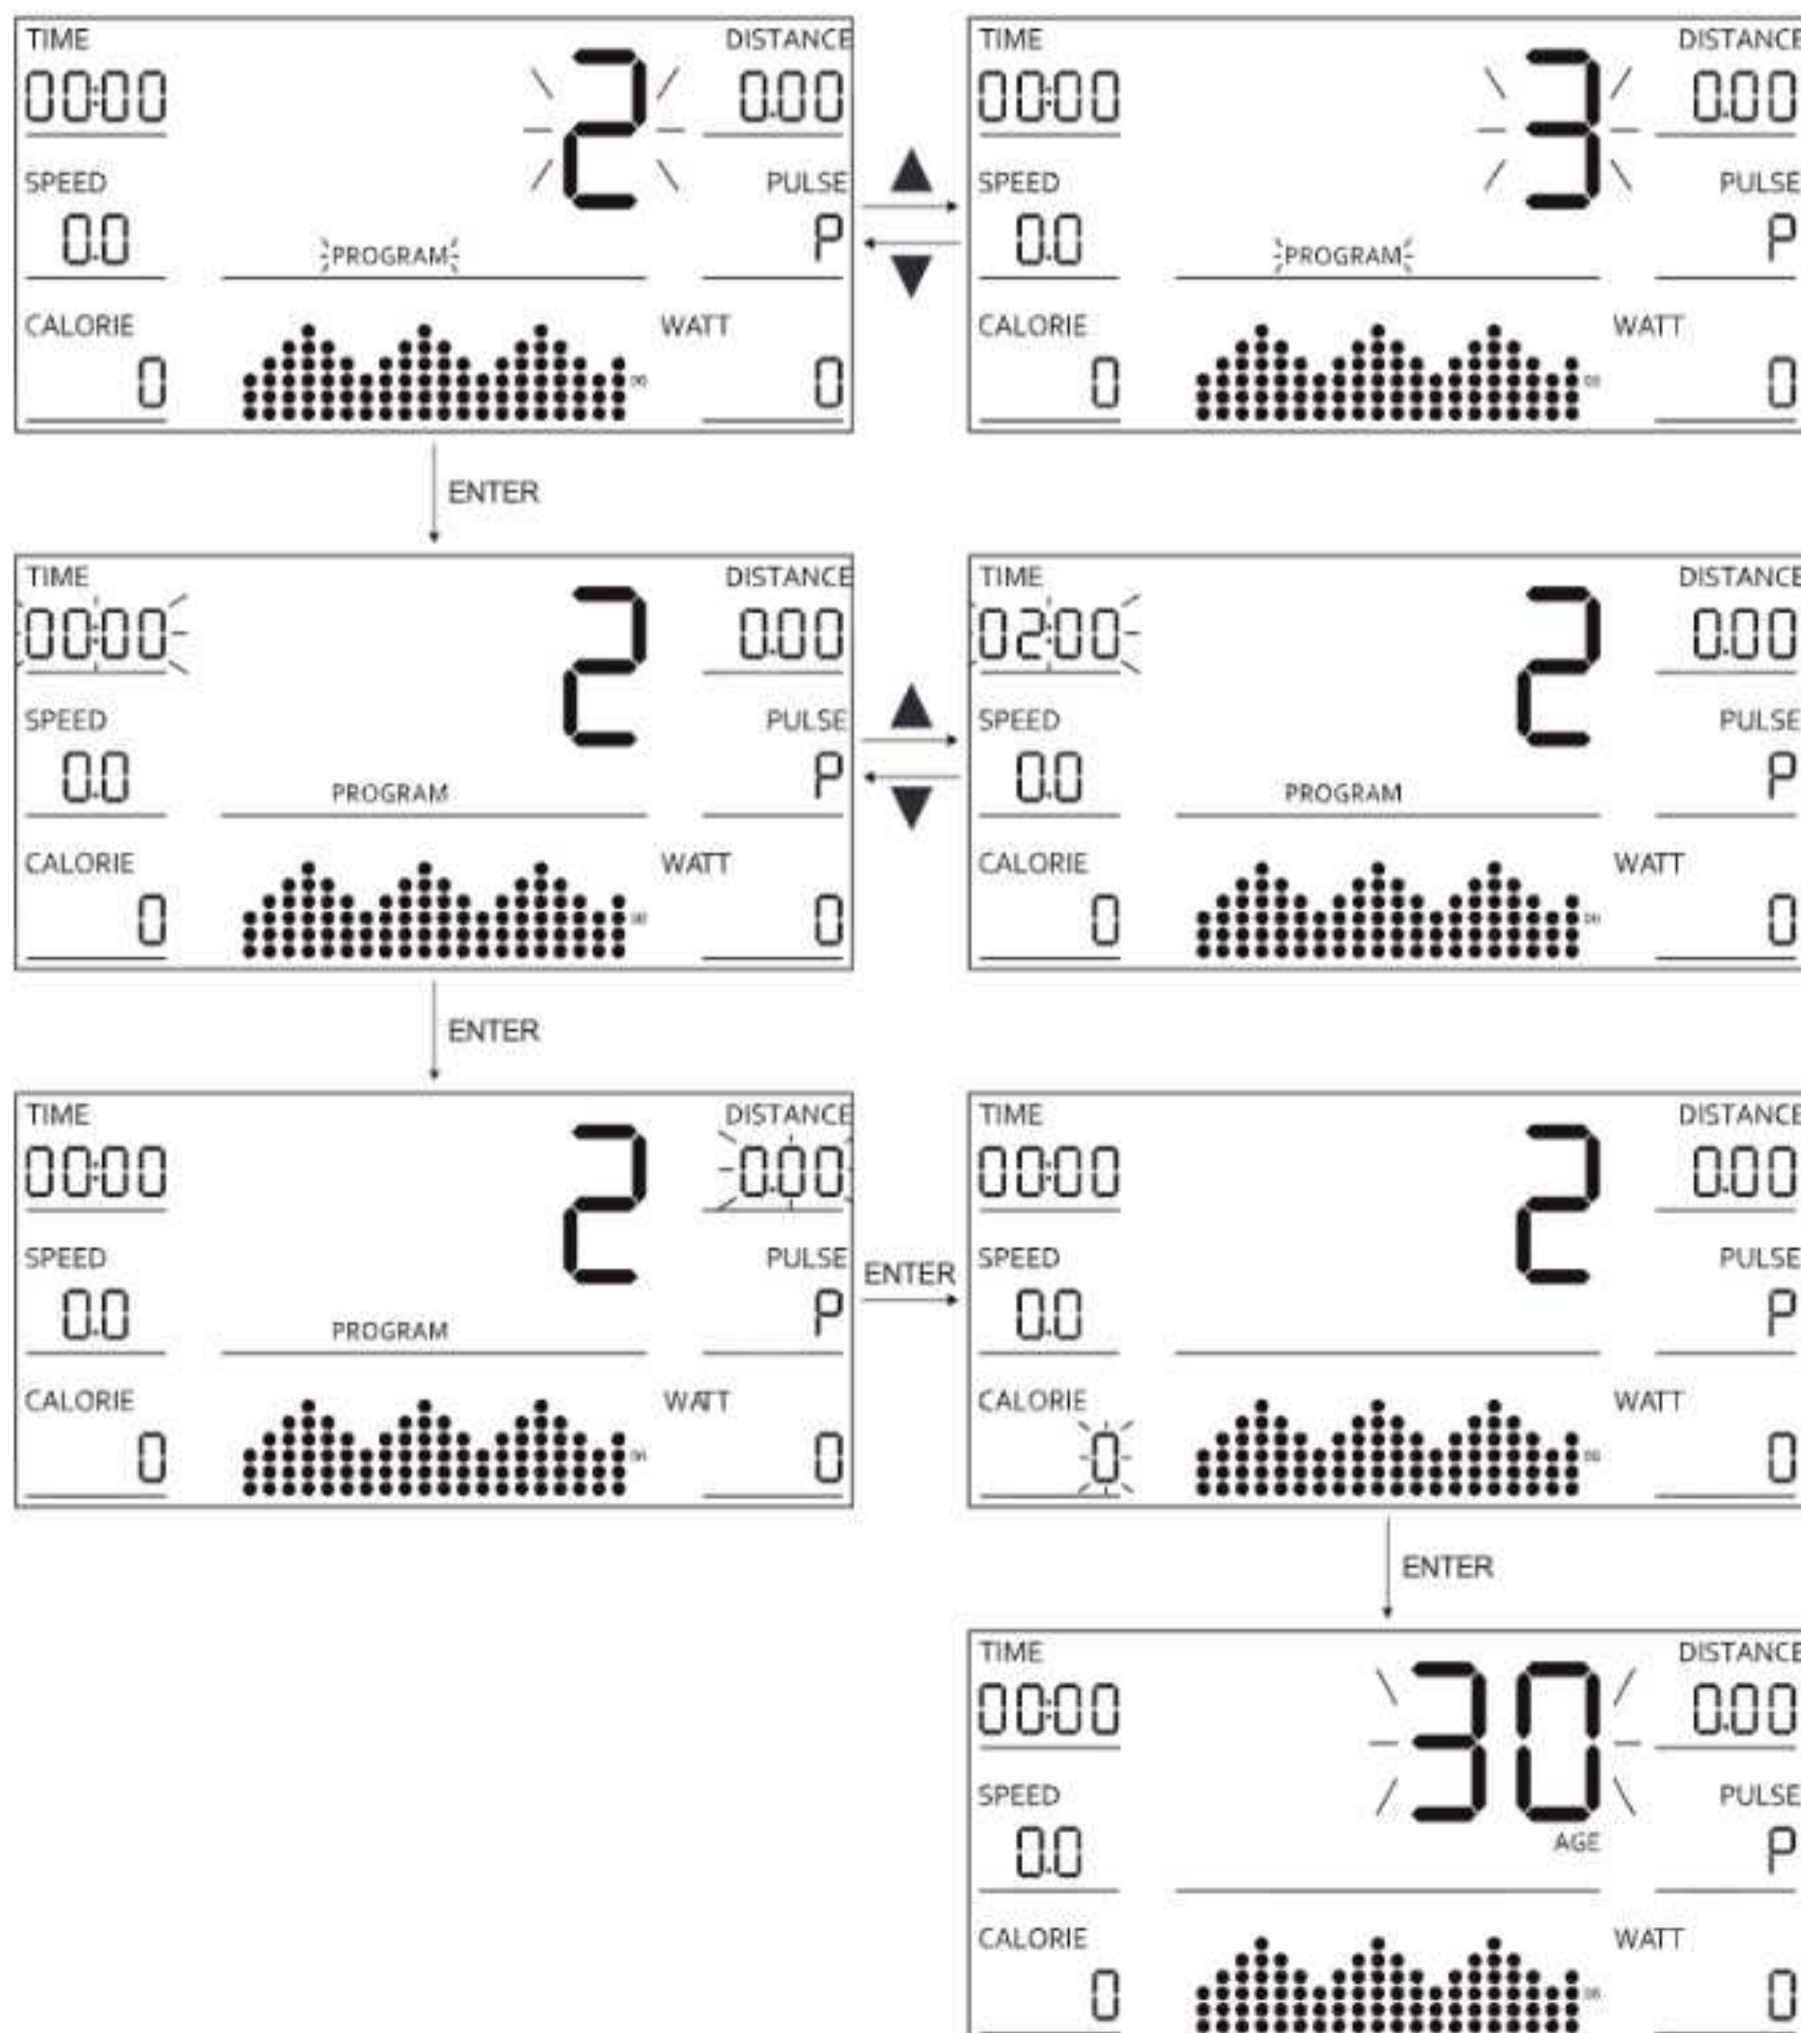 TIME 2 DISTANCE
00:00 0.00
SPEED PULSE
0.0 PROGRAM P
CALORIE WATT
0 0
▲
▼
TIME 3 DISTANCE
00:00 0.00
SPEED PULSE
0.0 PROGRAM P
CALORIE WATT
0 0
ENTER
TIME 2 DISTANCE
00:00 0.00
SPEED PULSE
0.0 PROGRAM P
CALORIE WATT
0 0
▲
▼
TIME 2 DISTANCE
02:00 0.00
SPEED PULSE
0.0 PROGRAM P
CALORIE WATT
0 0
ENTER
TIME 2 DISTANCE
00:00 0.00
SPEED PULSE
0.0 PROGRAM P
CALORIE WATT
0 0
ENTER
TIME 2 DISTANCE
00:00 0.00
SPEED PULSE
0.0 P
CALORIE WATT
0 0
ENTER
TIME 30 DISTANCE
00:00 0.00
SPEED PULSE
0.0 AGE P
CALORIE WATT
0 0